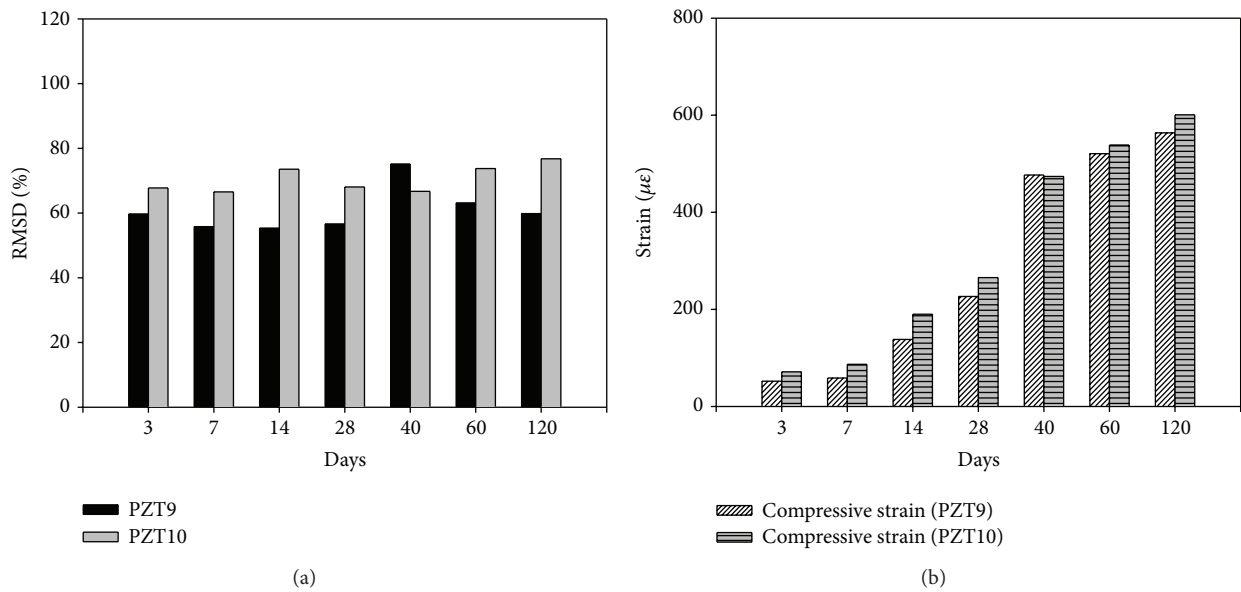 120
100
80
60
40
20
0
RMSD (%)
3 7 14 28 40 60 120
Days
PZT9
PZT10
(a)
800
600
400
200
0
Strain (με)
3 7 14 28 40 60 120
Days
Compressive strain (PZT9)
Compressive strain (PZT10)
(b)